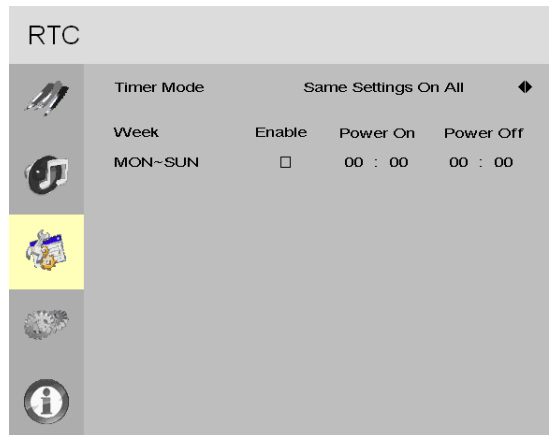 RTC
Timer Mode Same Settings On All
Week Enable Power On Power Off
MON~SUN 00 : 00 00 : 00